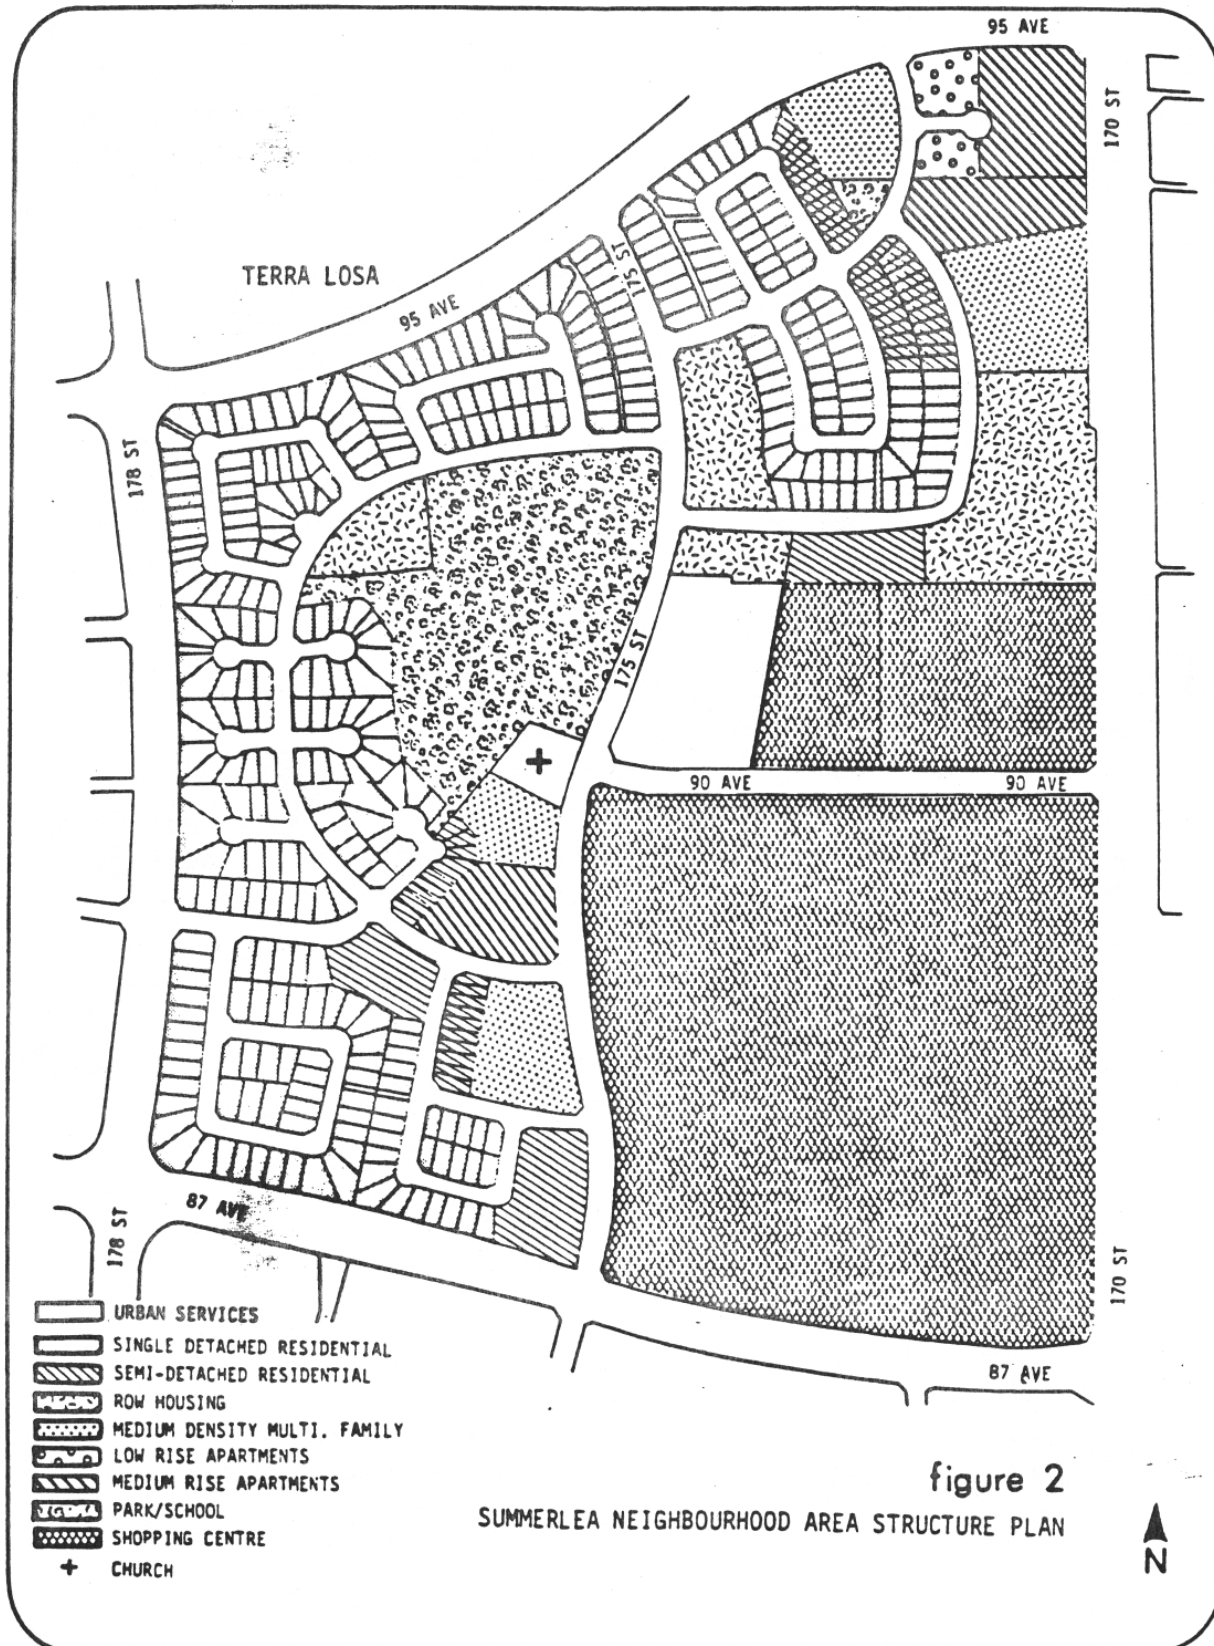 95 AVE
170 ST
TERRA LOSA
175 ST
95 AVE
178 ST
175 ST
90 AVE
90 AVE
87 AVE
178 ST
170 ST
87 AVE
URBAN SERVICES
SINGLE DETACHED RESIDENTIAL
SEMI-DETACHED RESIDENTIAL
ROW HOUSING
MEDIUM DENSITY MULTI. FAMILY
LOW RISE APARTMENTS
MEDIUM RISE APARTMENTS
PARK/SCHOOL
SHOPPING CENTRE
CHURCH
figure 2
SUMMERLEA NEIGHBOURHOOD AREA STRUCTURE PLAN
N